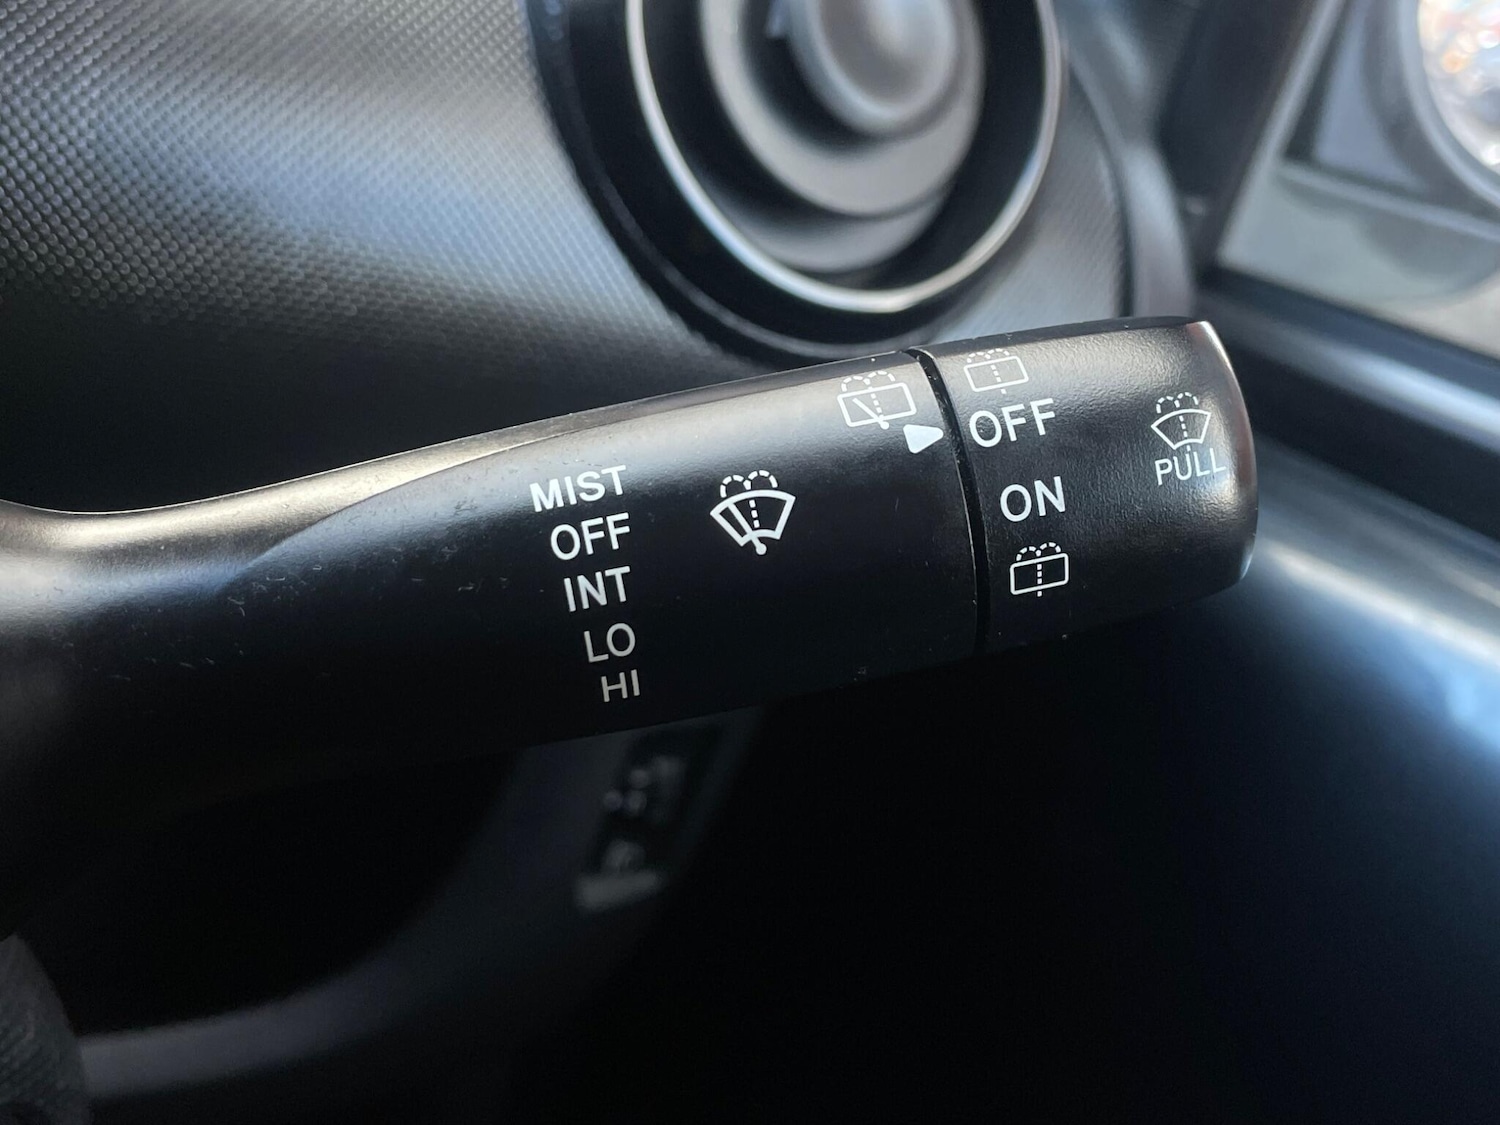 MIST
OFF
INT
LO
HI
OFF
ON
PULL